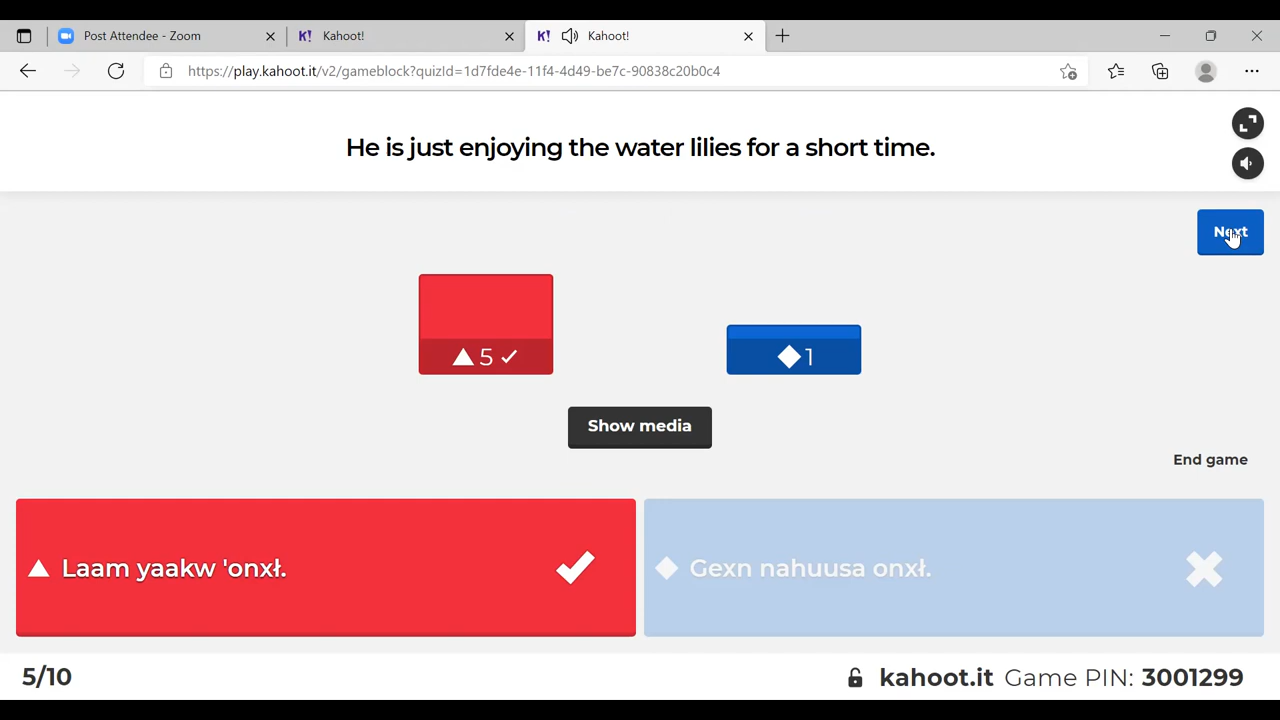 Post Attendee - Zoom
K! Kahoot!
K! Kahoot!
https://play.kahoot.it/v2/gameblock?quizId=1d7fde4e-11f4-4d49-be7c-90838c20b0c4
He is just enjoying the water lilies for a short time.
Next
5
1
Show media
End game
Laam yaakw 'onxł.
Gexn nahuusa onxł.
5/10
kahoot.it Game PIN: 3001299